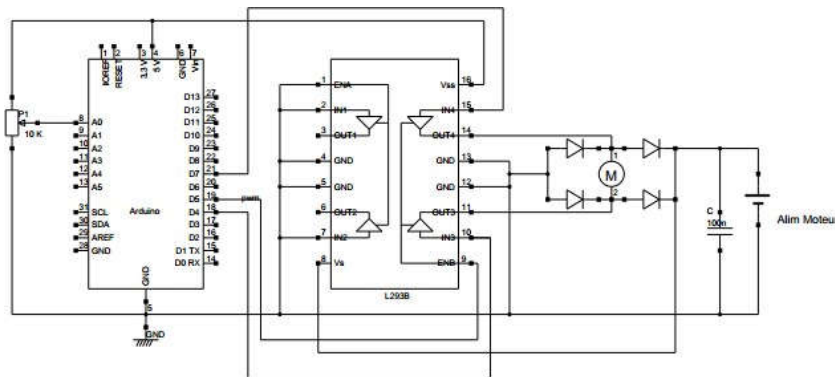 1 IOREF
2 RESET
3 3.3 V
4 5 V
6 GND
7 Vin
P1
10 K
8 A0
9 A1
10 A2
11 A3
12 A4
13 A5
31 SCL
30 SDA
29 AREF
28 GND
Arduino
D13 27
D12 26
D11 25
D10 24
D9 23
D8 22
D7 21
D6 20
D5 19
D4 18
D3 17
D2 16
D1 TX 15
D0 RX 14
pwm
GND
5
GND
1 ENA
2 IN1
3 OUT1
4 GND
5 GND
6 OUT2
7 IN2
8 Vs
Vss 16
IN4 15
OUT4 14
GND 13
GND 12
OUT3 11
IN3 10
ENB 9
L293B
1
M
2
C
100n
Alim Moteur